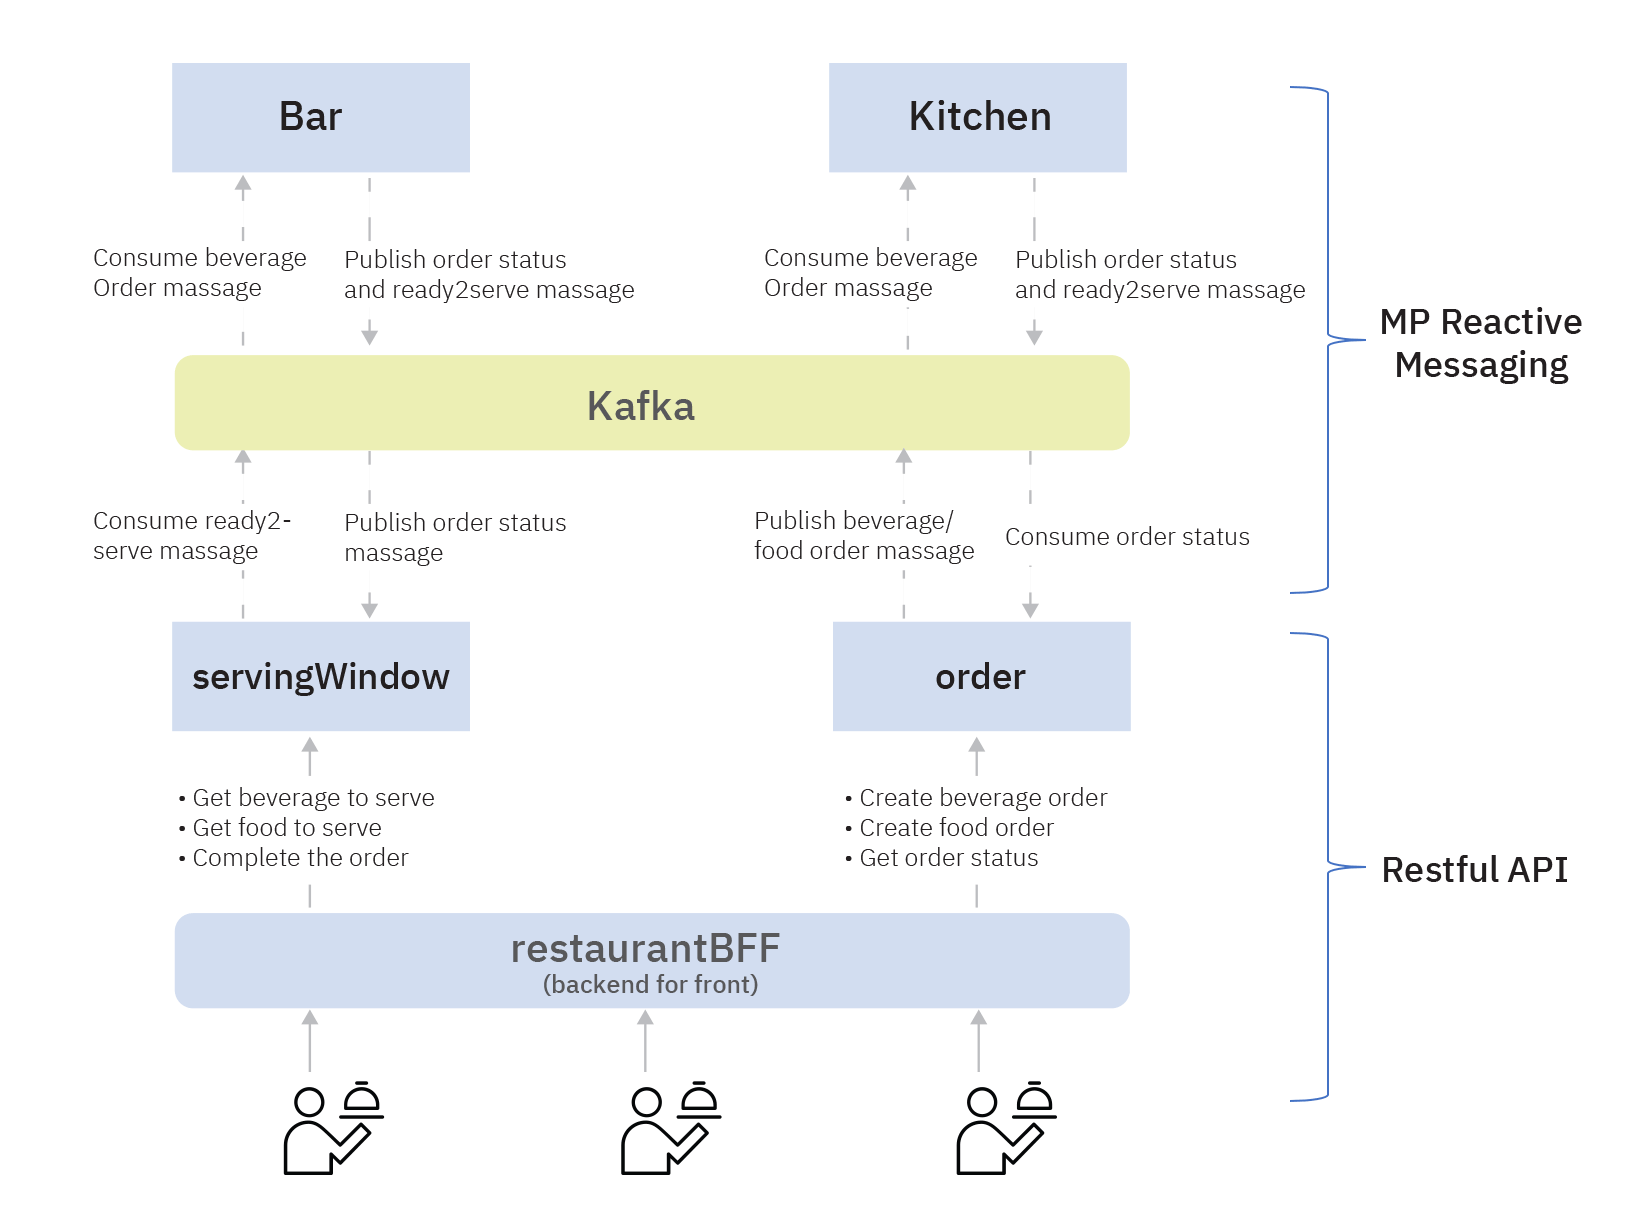 Bar
Kitchen
Consume beverage
Order massage
Publish order status
and ready2serve massage
Consume beverage
Order massage
Publish order status
and ready2serve massage
MP Reactive
Messaging
Kafka
Consume ready2-
serve massage
Publish order status
massage
Publish beverage/
food order massage
Consume order status
servingWindow
order
• Get beverage to serve
• Get food to serve
• Complete the order
• Create beverage order
• Create food order
• Get order status
Restful API
restaurantBFF
(backend for front)